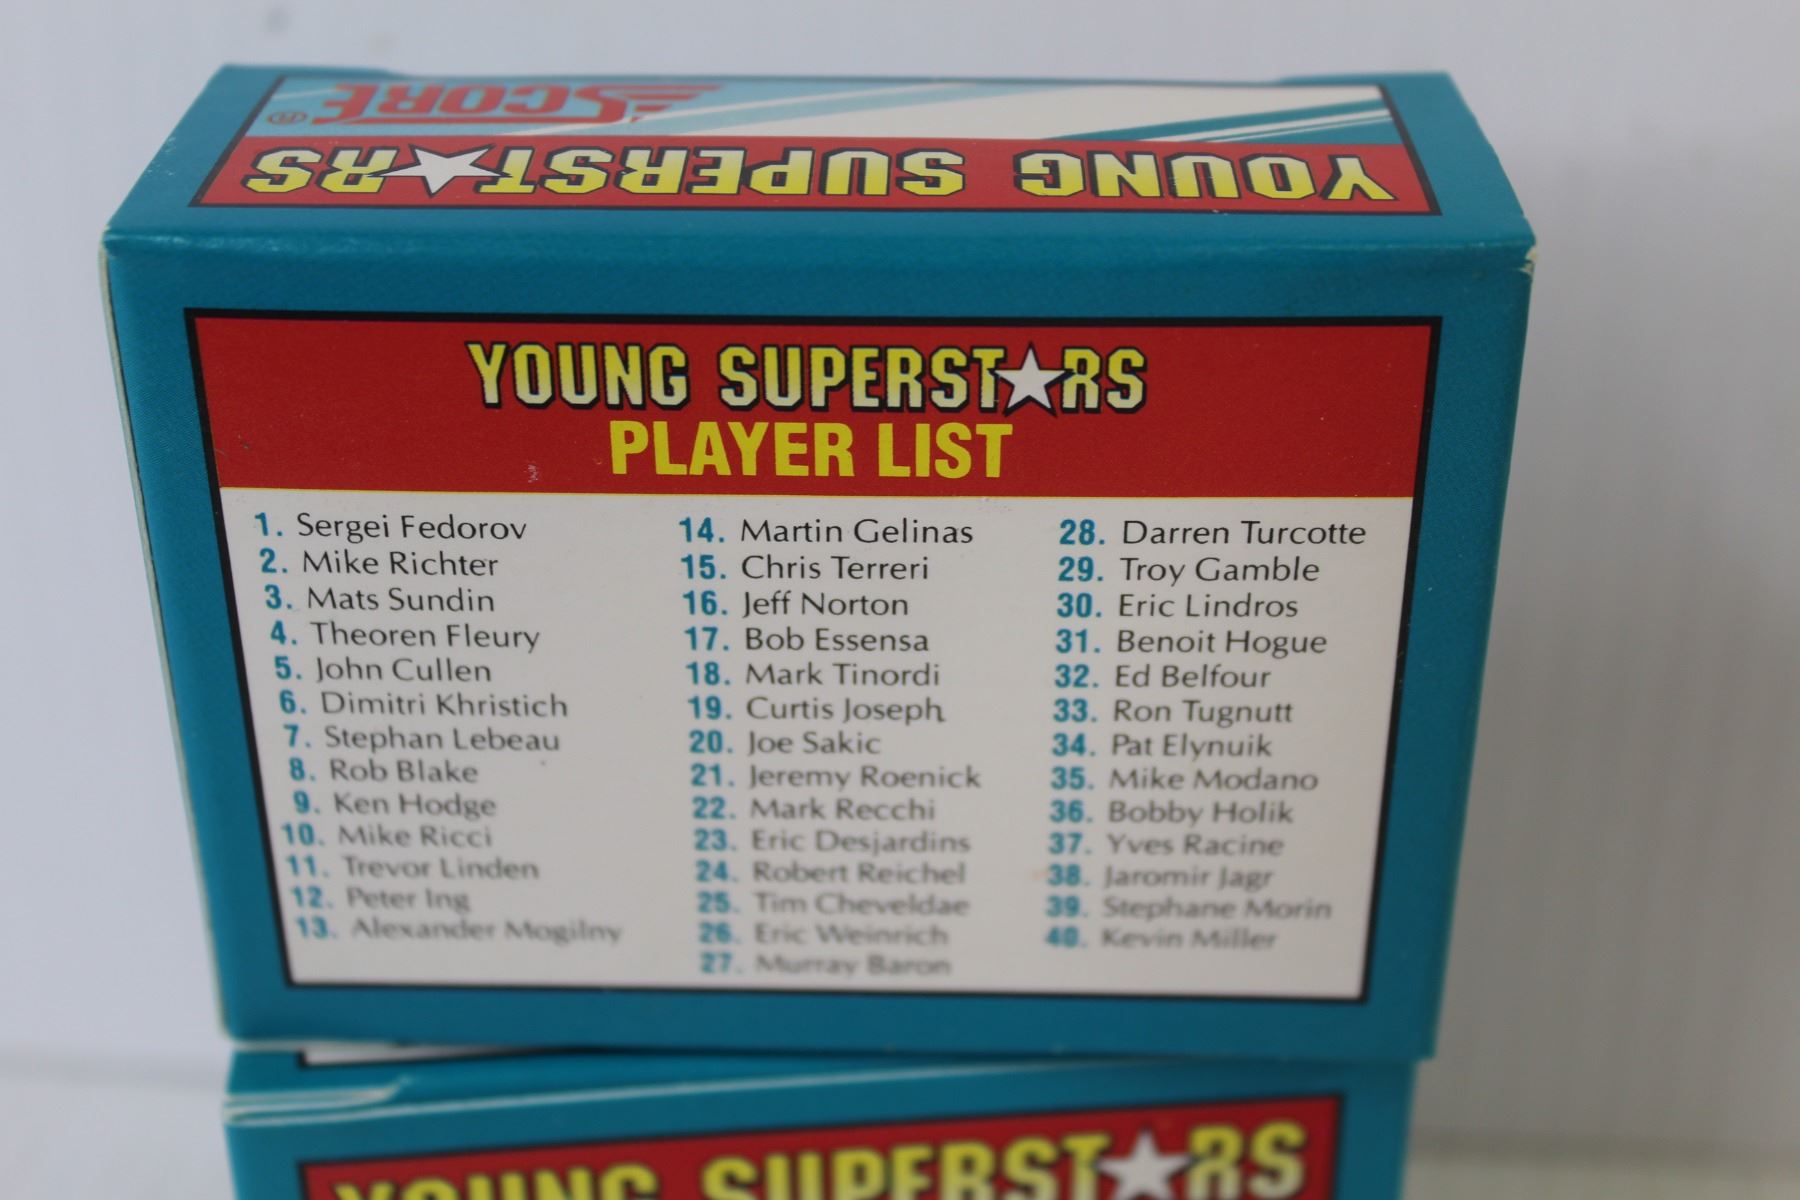 SCORE®
YOUNG SUPERSTARS
YOUNG SUPERSTARS
PLAYER LIST
1. Sergei Fedorov
2. Mike Richter
3. Mats Sundin
4. Theoren Fleury
5. John Cullen
6. Dimitri Khristich
7. Stephan Lebeau
8. Rob Blake
9. Ken Hodge
10. Mike Ricci
11. Trevor Linden
12. Peter Ing
13. Alexander Mogilny
14. Martin Gelinas
15. Chris Terreri
16. Jeff Norton
17. Bob Essensa
18. Mark Tinordi
19. Curtis Joseph
20. Joe Sakic
21. Jeremy Roenick
22. Mark Recchi
23. Eric Desjardins
24. Robert Reichel
25. Tim Cheveldae
26. Eric Weinrich
27. Murray Baron
28. Darren Turcotte
29. Troy Gamble
30. Eric Lindros
31. Benoit Hogue
32. Ed Belfour
33. Ron Tugnutt
34. Pat Elynuik
35. Mike Modano
36. Bobby Holik
37. Yves Racine
38. Jaromir Jagr
39. Stephane Morin
40. Kevin Miller
YOUNG SUPERSTARS